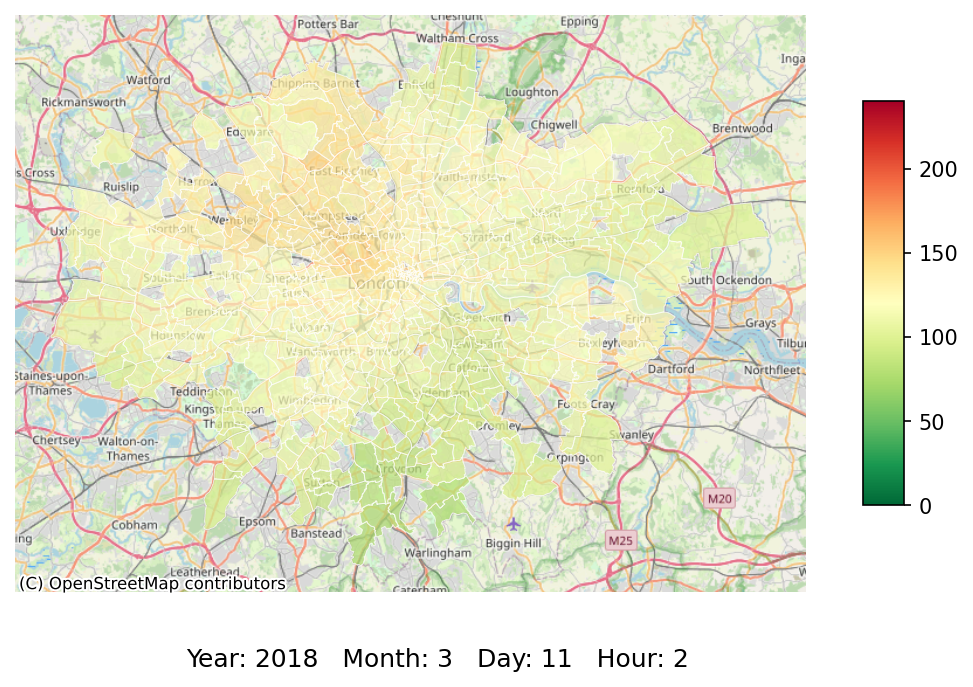 Potters Bar
Cheshunt
Epping
Waltham Cross
Watford
Chipping Barnet
Enfield
Loughton
Rickmansworth
Chigwell
Edgware
Brentwood
Ruislip
Harrow
East Finchley
Walthamstow
Romford
Wembley
Hampstead
Ilford
Uxbridge
Northolt
Camden Town
Stratford
Barking
Southall
Ealing
Shepherd's
Bush
London
South Ockendon
Brentford
Greenwich
Erith
Grays
Hounslow
Fulham
Wandsworth
Brixton
Lewisham
Bexleyheath
Tilbur
Staines-upon-
Thames
Catford
Dartford
Northfleet
Teddington
Kingston upon
Thames
Wimbledon
Sydenham
Foots Cray
Chertsey
Walton-on-
Thames
Bromley
Swanley
Croydon
Orpington
Sutton
M20
Cobham
Epsom
Banstead
Biggin Hill
M25
Warlingham
Leatherhead
Caterham
(C) OpenStreetMap contributors
200
150
100
50
0
Year: 2018 Month: 3 Day: 11 Hour: 2